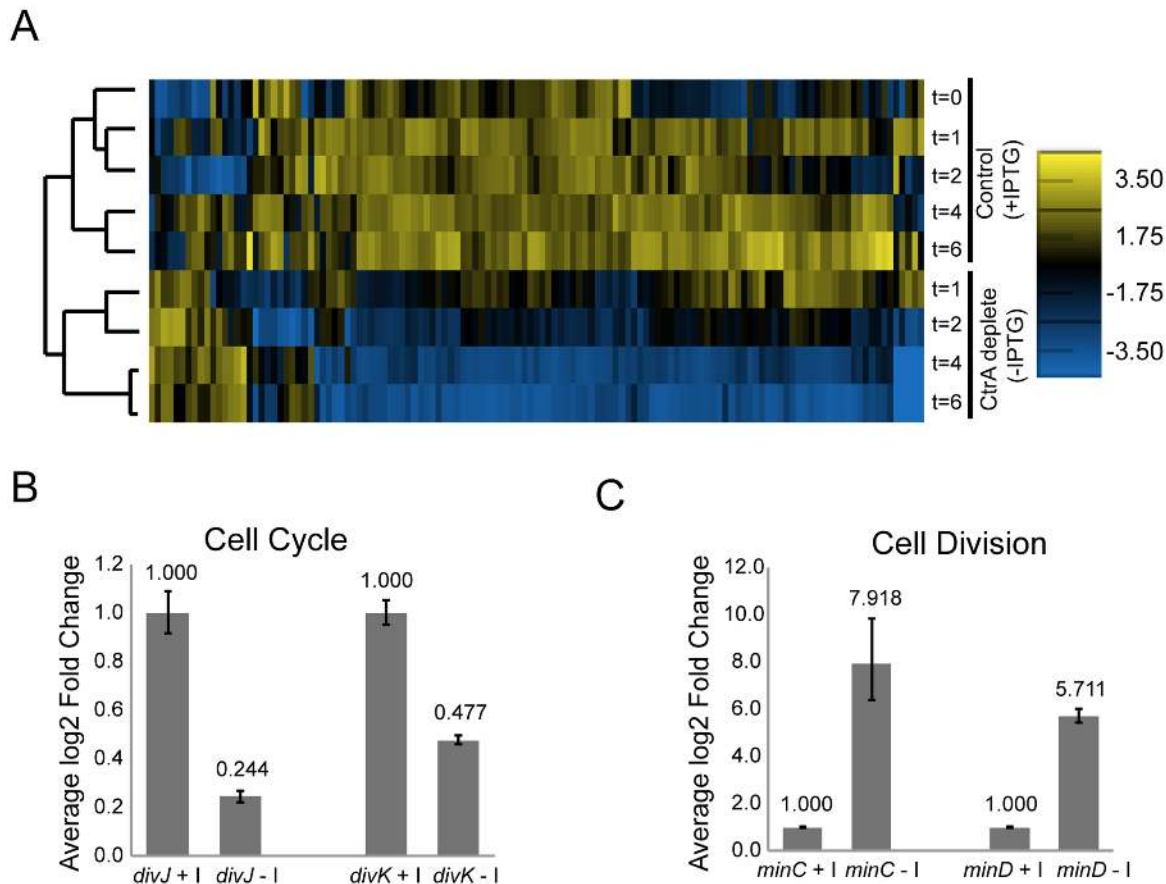 A
t=0
t=1
t=2
t=4
t=6
t=1
t=2
t=4
t=6
Control
(+IPTG)
CtrA deplete
(-IPTG)
3.50
1.75
-1.75
-3.50
B
Cell Cycle
Average log2 Fold Change
1.2
1.0
0.8
0.6
0.4
0.2
0.0
1.000
0.244
1.000
0.477
divJ + I
divJ - I
divK + I
divK - I
C
Cell Division
Average log2 Fold Change
12.0
10.0
8.0
6.0
4.0
2.0
0.0
1.000
7.918
1.000
5.711
minC + I
minC - I
minD + I
minD - I